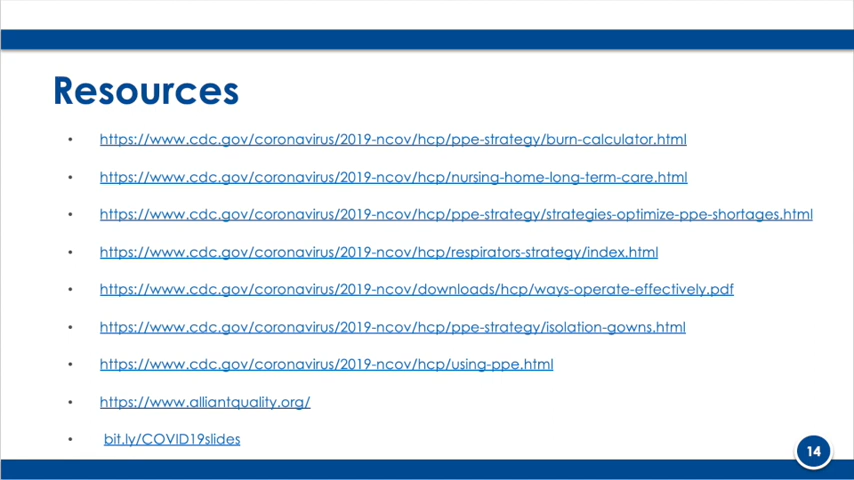 Resources
• https://www.cdc.gov/coronavirus/2019-ncov/hcp/ppe-strategy/burn-calculator.html
• https://www.cdc.gov/coronavirus/2019-ncov/hcp/nursing-home-long-term-care.html
• https://www.cdc.gov/coronavirus/2019-ncov/hcp/ppe-strategy/strategies-optimize-ppe-shortages.html
• https://www.cdc.gov/coronavirus/2019-ncov/hcp/respirators-strategy/index.html
• https://www.cdc.gov/coronavirus/2019-ncov/downloads/hcp/ways-operate-effectively.pdf
• https://www.cdc.gov/coronavirus/2019-ncov/hcp/ppe-strategy/isolation-gowns.html
• https://www.cdc.gov/coronavirus/2019-ncov/hcp/using-ppe.html
• https://www.alliantquality.org/
• bit.ly/COVID19slides
14